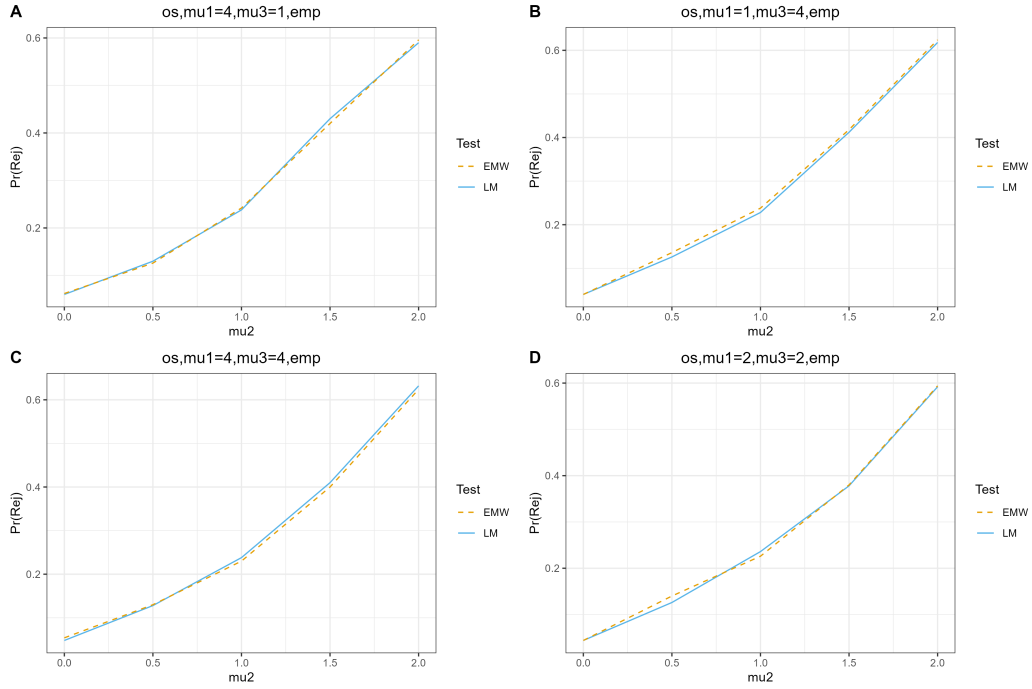 A
os,mu1=4,mu3=1,emp
0.6
0.4
0.2
Pr(Rej)
0.0 0.5 1.0 1.5 2.0
mu2
Test
EMW
LM
B
os,mu1=1,mu3=4,emp
0.6
0.4
0.2
Pr(Rej)
0.0 0.5 1.0 1.5 2.0
mu2
Test
EMW
LM
C
os,mu1=4,mu3=4,emp
0.6
0.4
0.2
Pr(Rej)
0.0 0.5 1.0 1.5 2.0
mu2
Test
EMW
LM
D
os,mu1=2,mu3=2,emp
0.6
0.4
0.2
Pr(Rej)
0.0 0.5 1.0 1.5 2.0
mu2
Test
EMW
LM